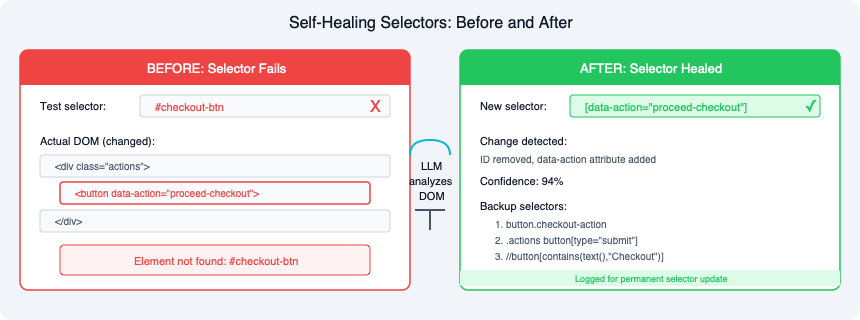 Self-Healing Selectors: Before and After
BEFORE: Selector Fails
Test selector:
#checkout-btn
X
Actual DOM (changed):
<div class="actions">
<button data-action="proceed-checkout">
</div>
Element not found: #checkout-btn
LLM
analyzes
DOM
AFTER: Selector Healed
New selector:
[data-action="proceed-checkout"]
✓
Change detected:
ID removed, data-action attribute added
Confidence: 94%
Backup selectors:
1. button.checkout-action
2. .actions button[type="submit"]
3. //button[contains(text(),"Checkout")]
Logged for permanent selector update